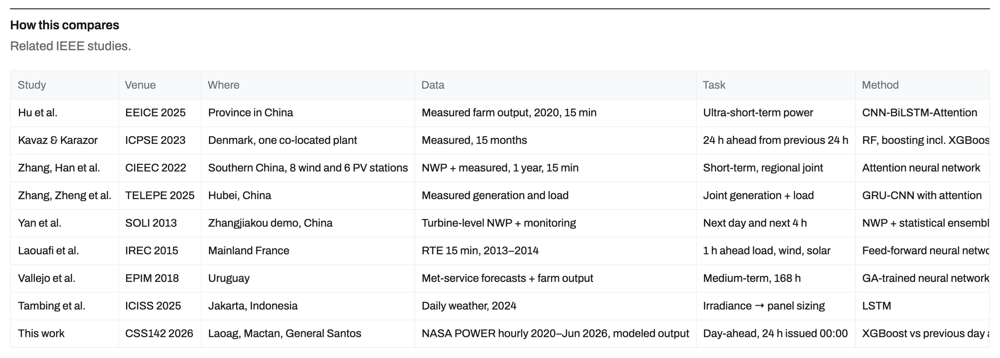 How this compares
Related IEEE studies.
Study Venue Where Data Task Method
Hu et al. EEICE 2025 Province in China Measured farm output, 2020, 15 min Ultra-short-term power CNN-BiLSTM-Attention
Kavaz & Karazor ICPSE 2023 Denmark, one co-located plant Measured, 15 months 24 h ahead from previous 24 h RF, boosting incl. XGBoos
Zhang, Han et al. CIEEC 2022 Southern China, 8 wind and 6 PV stations NWP + measured, 1 year, 15 min Short-term, regional joint Attention neural network
Zhang, Zheng et al. TELEPE 2025 Hubei, China Measured generation and load Joint generation + load GRU-CNN with attention
Yan et al. SOLI 2013 Zhangjiakou demo, China Turbine-level NWP + monitoring Next day and next 4 h NWP + statistical ensembl
Laouafi et al. IREC 2015 Mainland France RTE 15 min, 2013–2014 1 h ahead load, wind, solar Feed-forward neural netwo
Vallejo et al. EPIM 2018 Uruguay Met-service forecasts + farm output Medium-term, 168 h GA-trained neural network
Tambing et al. ICISS 2025 Jakarta, Indonesia Daily weather, 2024 Irradiance → panel sizing LSTM
This work CSS142 2026 Laoag, Mactan, General Santos NASA POWER hourly 2020–Jun 2026, modeled output Day-ahead, 24 h issued 00:00 XGBoost vs previous day